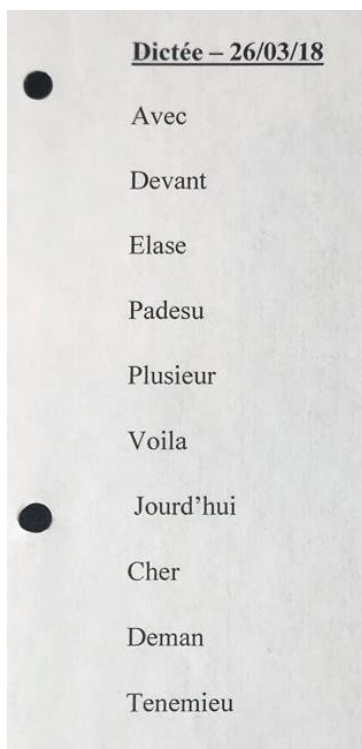 Dictée – 26/03/18
Avec
Devant
Elase
Padesu
Plusieur
Voila
Jourd’hui
Cher
Deman
Tenemieu